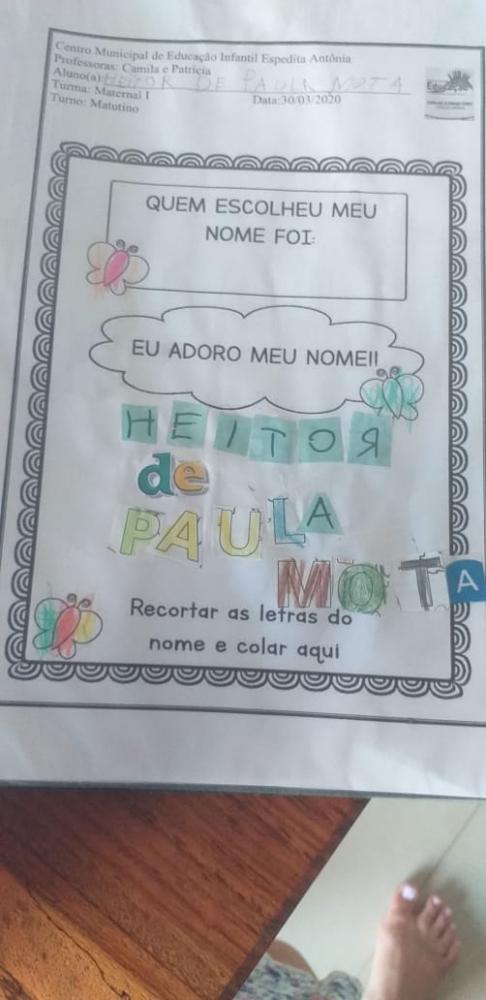 Centro Municipal de Educação Infantil Espedita Antônia
Professoras: Camila e Patrícia
Aluno(a): HEITOR DE PAULA MOTA
Turma: Maternal I Data:30/03/2020
Turno: Matutino
QUEM ESCOLHEU MEU
NOME FOI:
EU ADORO MEU NOME!!
HEITOR
de
PAULA
MOTA
Recortar as letras do
nome e colar aqui